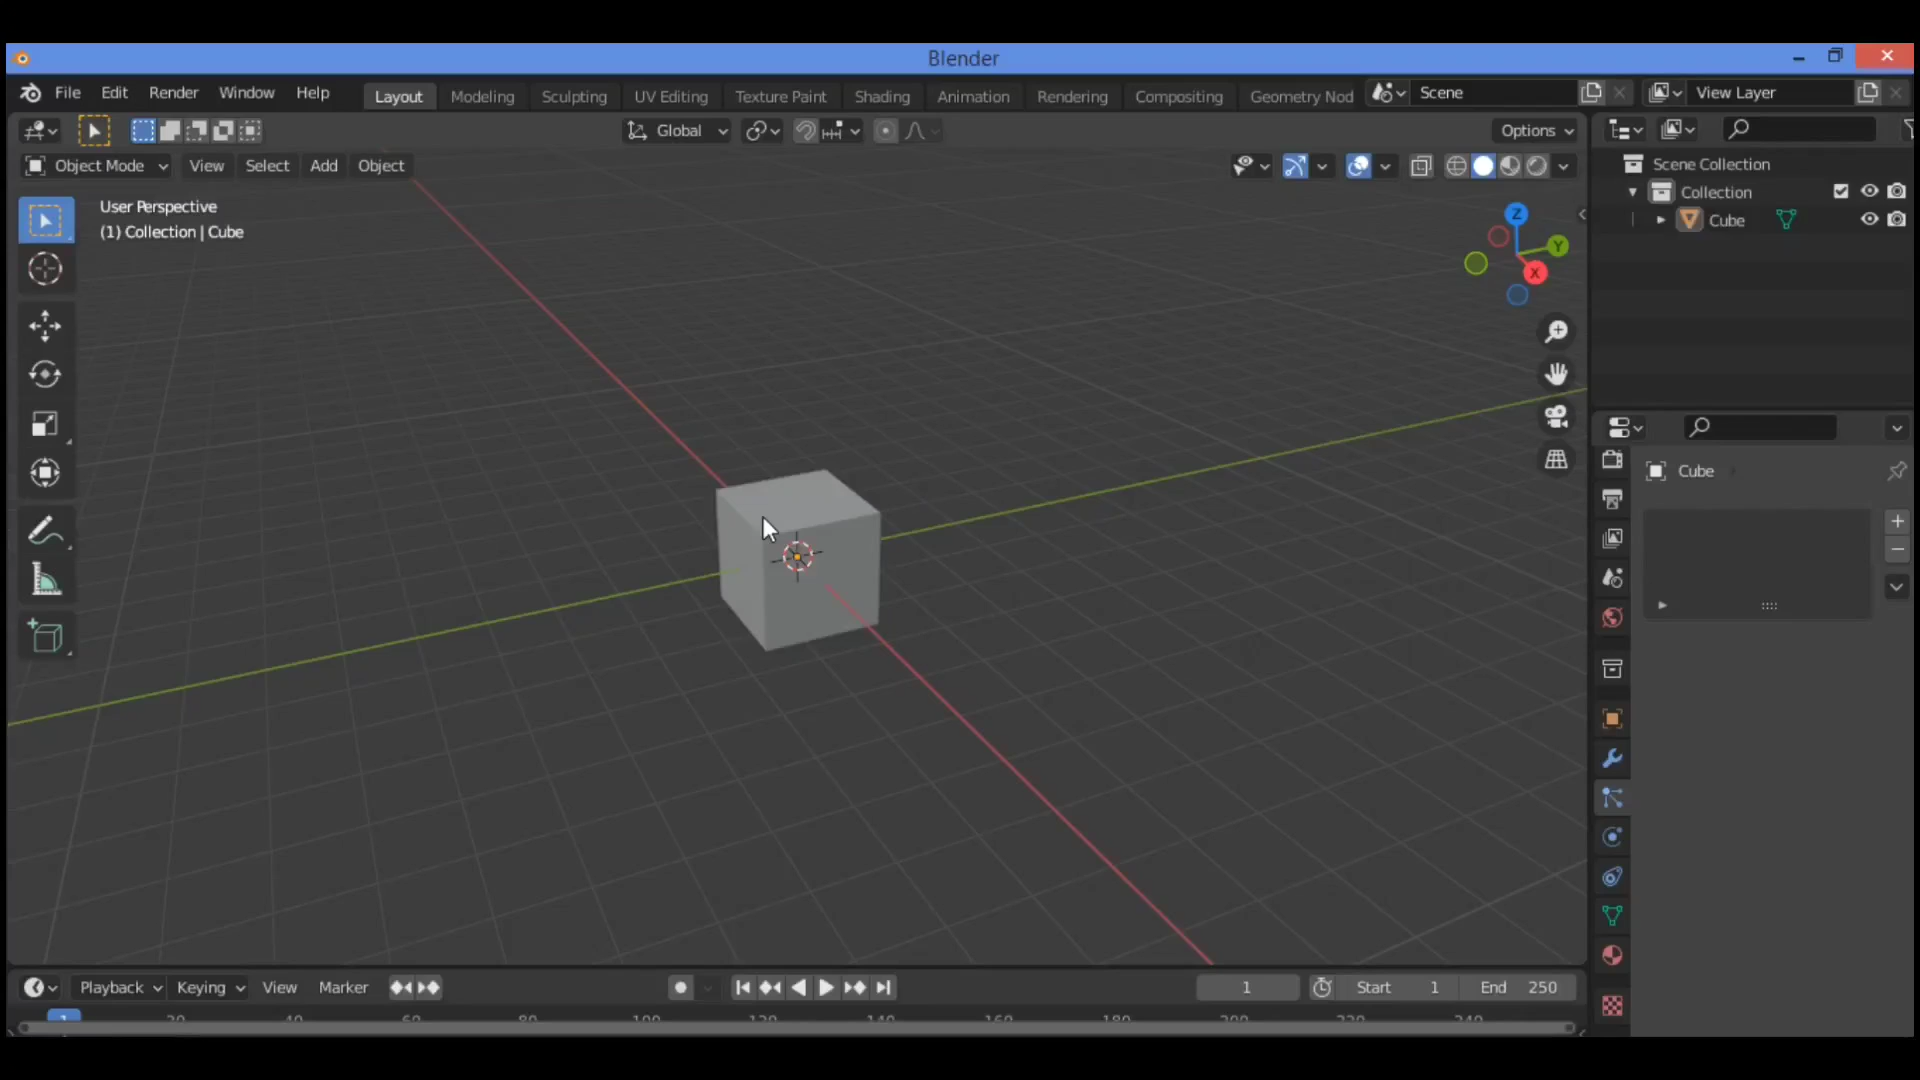 Blender
File Edit Render Window Help Layout Modeling Sculpting UV Editing Texture Paint Shading Animation Rendering Compositing Geometry Nod Scene View Layer
Global Options
Object Mode View Select Add Object
User Perspective
(1) Collection | Cube
Z
Y
X
Scene Collection
Collection
Cube
Cube
Playback Keying View Marker 1 Start 1 End 250
1 20 40 60 80 100 120 140 160 180 200 220 240